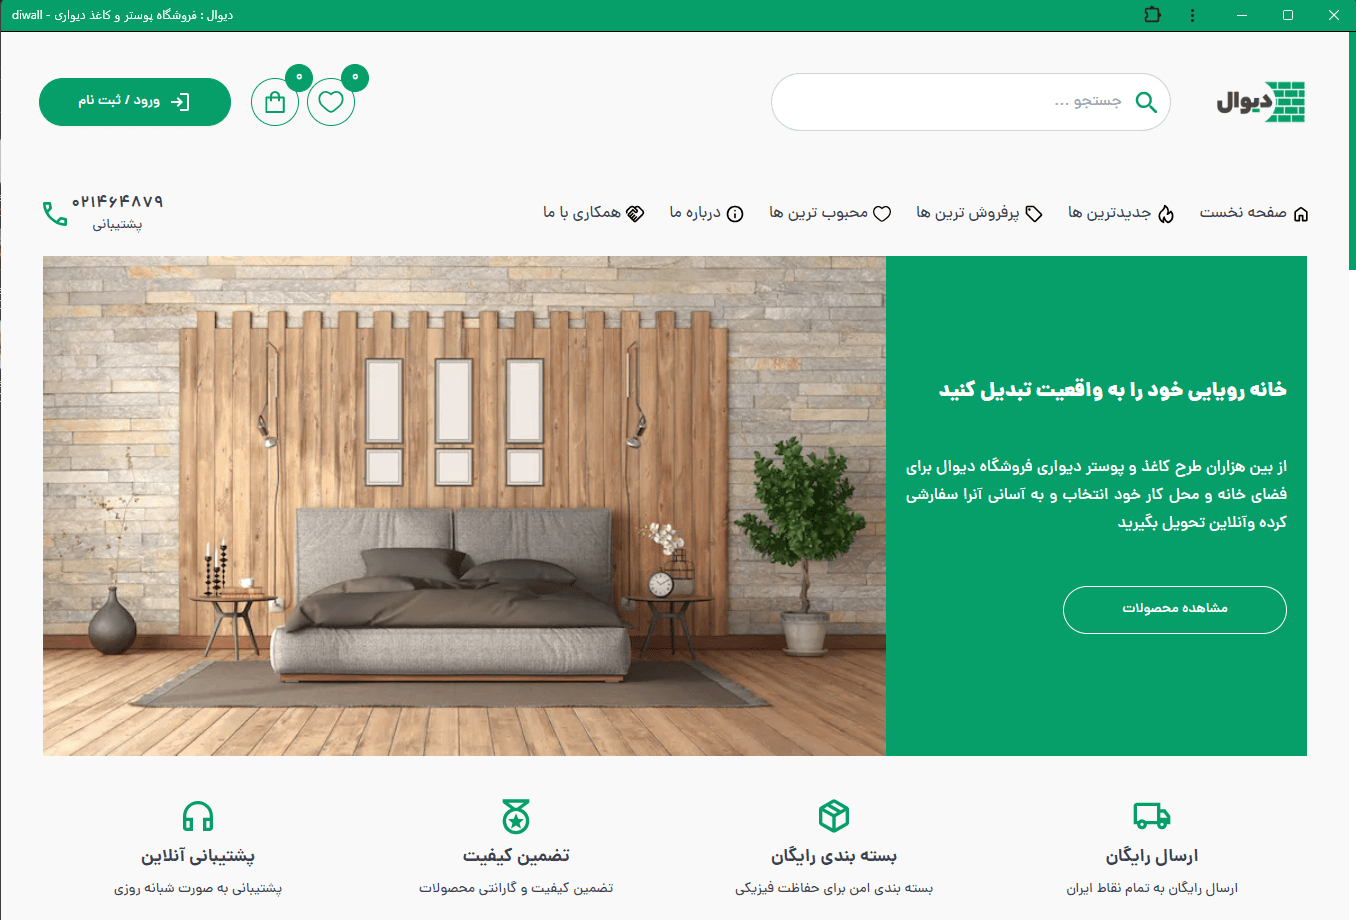 دیوال : فروشگاه پوستر و کاغذ دیواری - diwall
دیوال
جستجو ...
۰
۰
ورود / ثبت نام
صفحه نخست
جدیدترین ها
پرفروش ترین ها
محبوب ترین ها
درباره ما
همکاری با ما
۰۲۱۴۶۴۸۷۹
پشتیبانی
خانه رویایی خود را به واقعیت تبدیل کنید
از بین هزاران طرح کاغذ و پوستر دیواری فروشگاه دیوال برای
فضای خانه و محل کار خود انتخاب و به آسانی آنرا سفارشی
کرده وآنلاین تحویل بگیرید
مشاهده محصولات
ارسال رایگان
ارسال رایگان به تمام نقاط ایران
بسته بندی رایگان
بسته بندی امن برای حفاظت فیزیکی
تضمین کیفیت
تضمین کیفیت و گارانتی محصولات
پشتیبانی آنلاین
پشتیبانی به صورت شبانه روزی